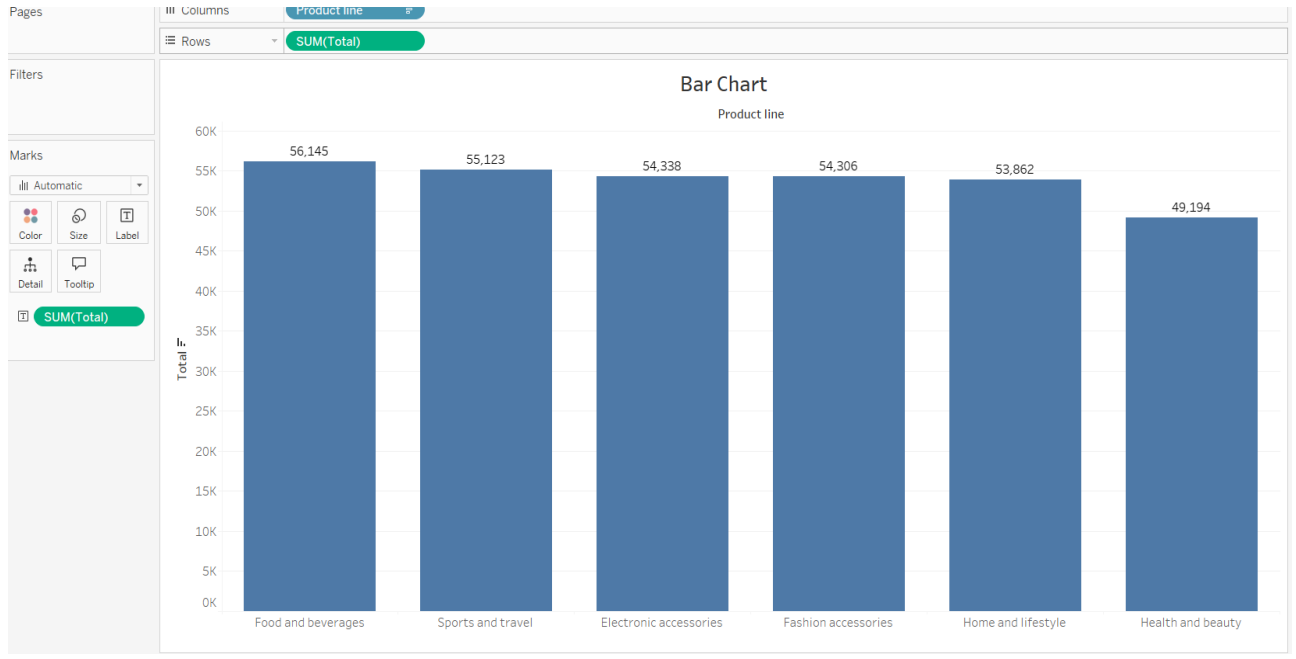 Pages
Columns
Product line
Rows
SUM(Total)
Filters
Marks
Automatic
Color
Size
Label
Detail
Tooltip
SUM(Total)
Bar Chart
Product line
60K
55K
50K
45K
40K
35K
30K
25K
20K
15K
10K
5K
0K
Total
56,145
55,123
54,338
54,306
53,862
49,194
Food and beverages
Sports and travel
Electronic accessories
Fashion accessories
Home and lifestyle
Health and beauty